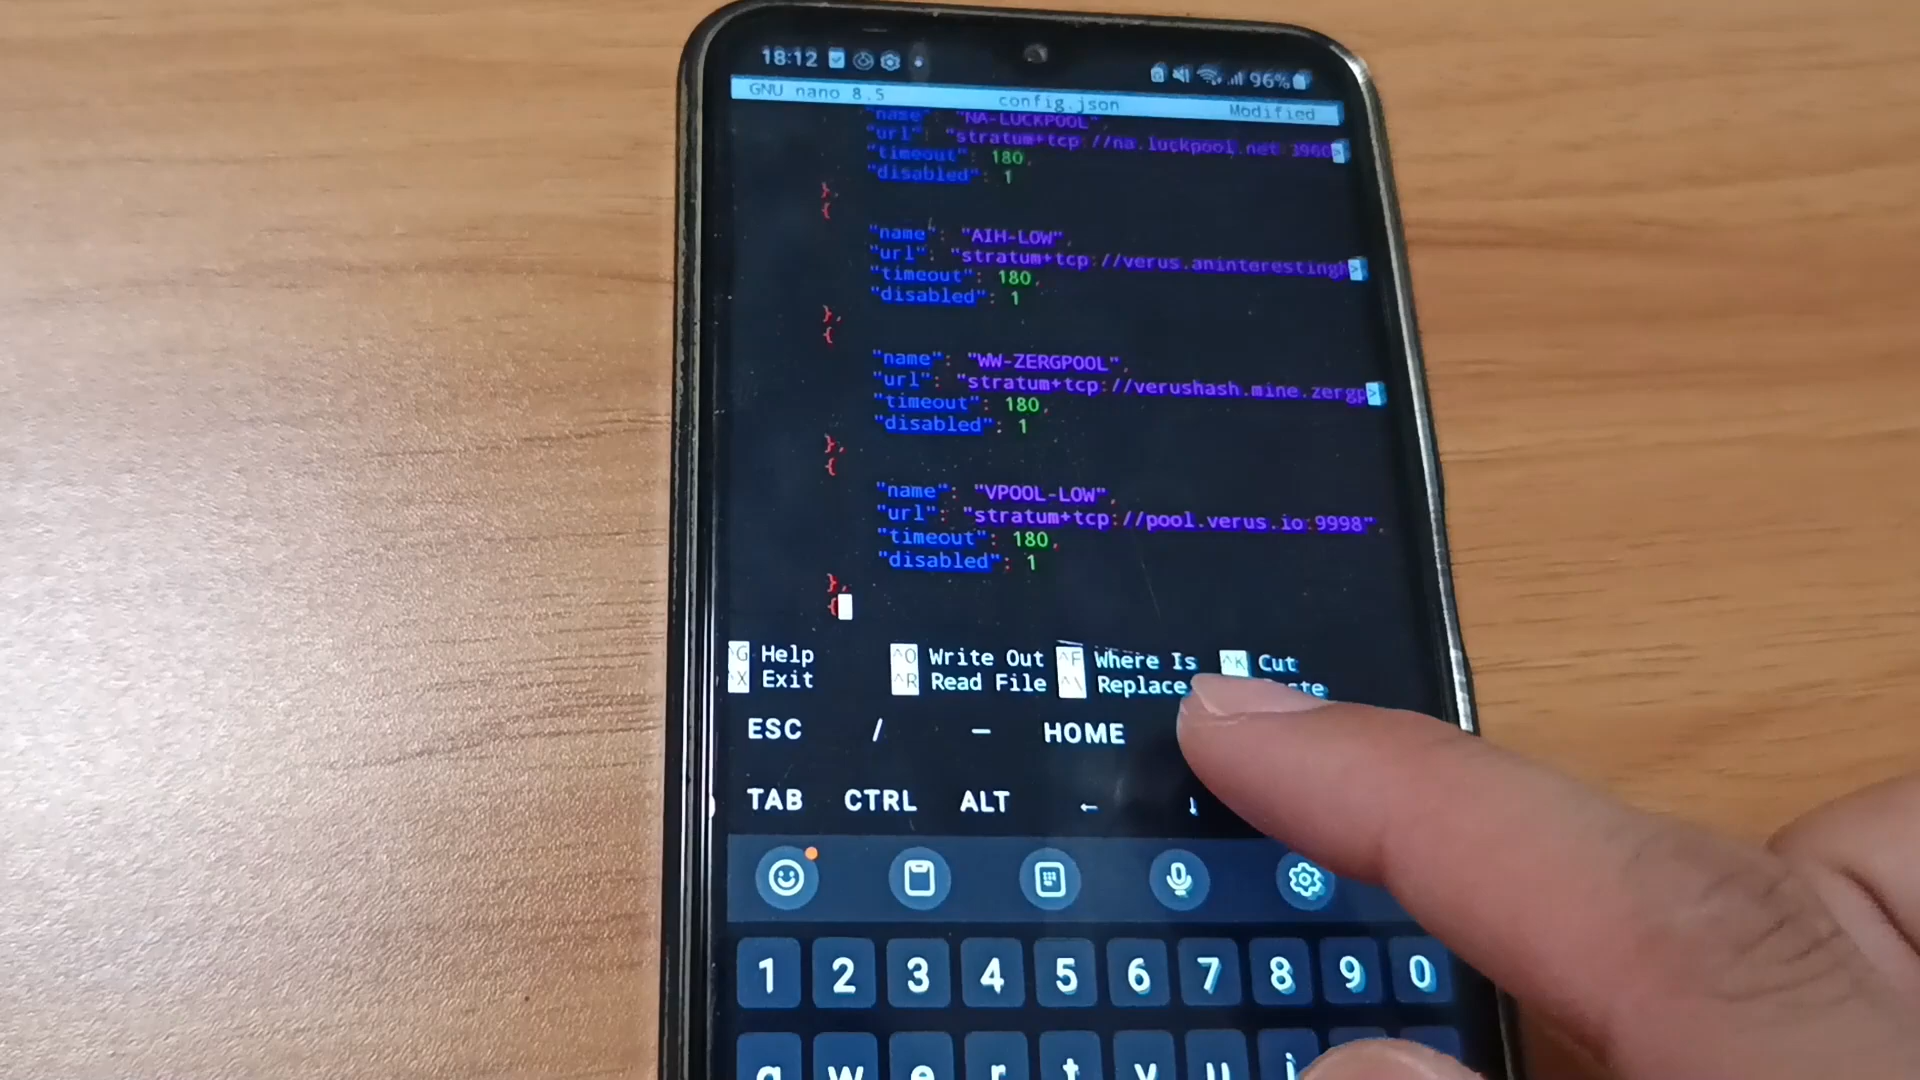 18:12 96%
GNU nano 8.5 config.json Modified
"name": "NA-LUCKPOOL",
"url": "stratum+tcp://na.luckpool.net:3960>
"timeout": 180,
"disabled": 1
},
{
"name": "AIH-LOW",
"url": "stratum+tcp://verus.aninterestingh>
"timeout": 180,
"disabled": 1
},
{
"name": "WW-ZERGPOOL",
"url": "stratum+tcp://verushash.mine.zergp>
"timeout": 180,
"disabled": 1
},
{
"name": "VPOOL-LOW",
"url": "stratum+tcp://pool.verus.io:9998",
"timeout": 180,
"disabled": 1
},
{
^G Help ^O Write Out ^F Where Is ^K Cut
^X Exit ^R Read File ^\ Replace
ESC / — HOME
TAB CTRL ALT ← ↓
1 2 3 4 5 6 7 8 9 0
q w e r t y u i